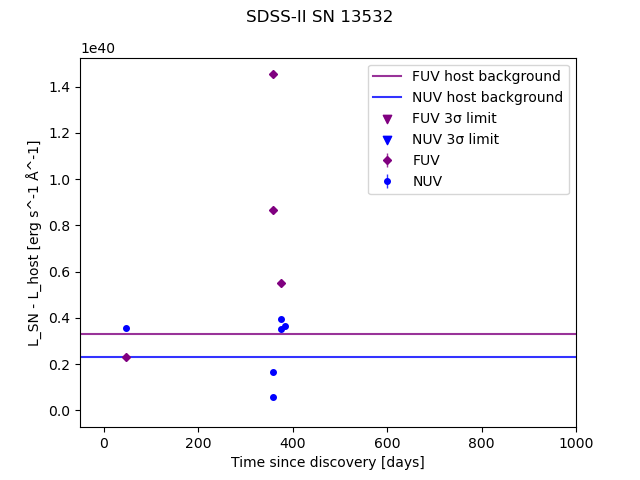 SDSS-II SN 13532
1e40
1.4
1.2
1.0
0.8
0.6
0.4
0.2
0.0
L_SN - L_host [erg s^-1 Å^-1]
FUV host background
NUV host background
FUV 3σ limit
NUV 3σ limit
FUV
NUV
0 200 400 600 800 1000
Time since discovery [days]